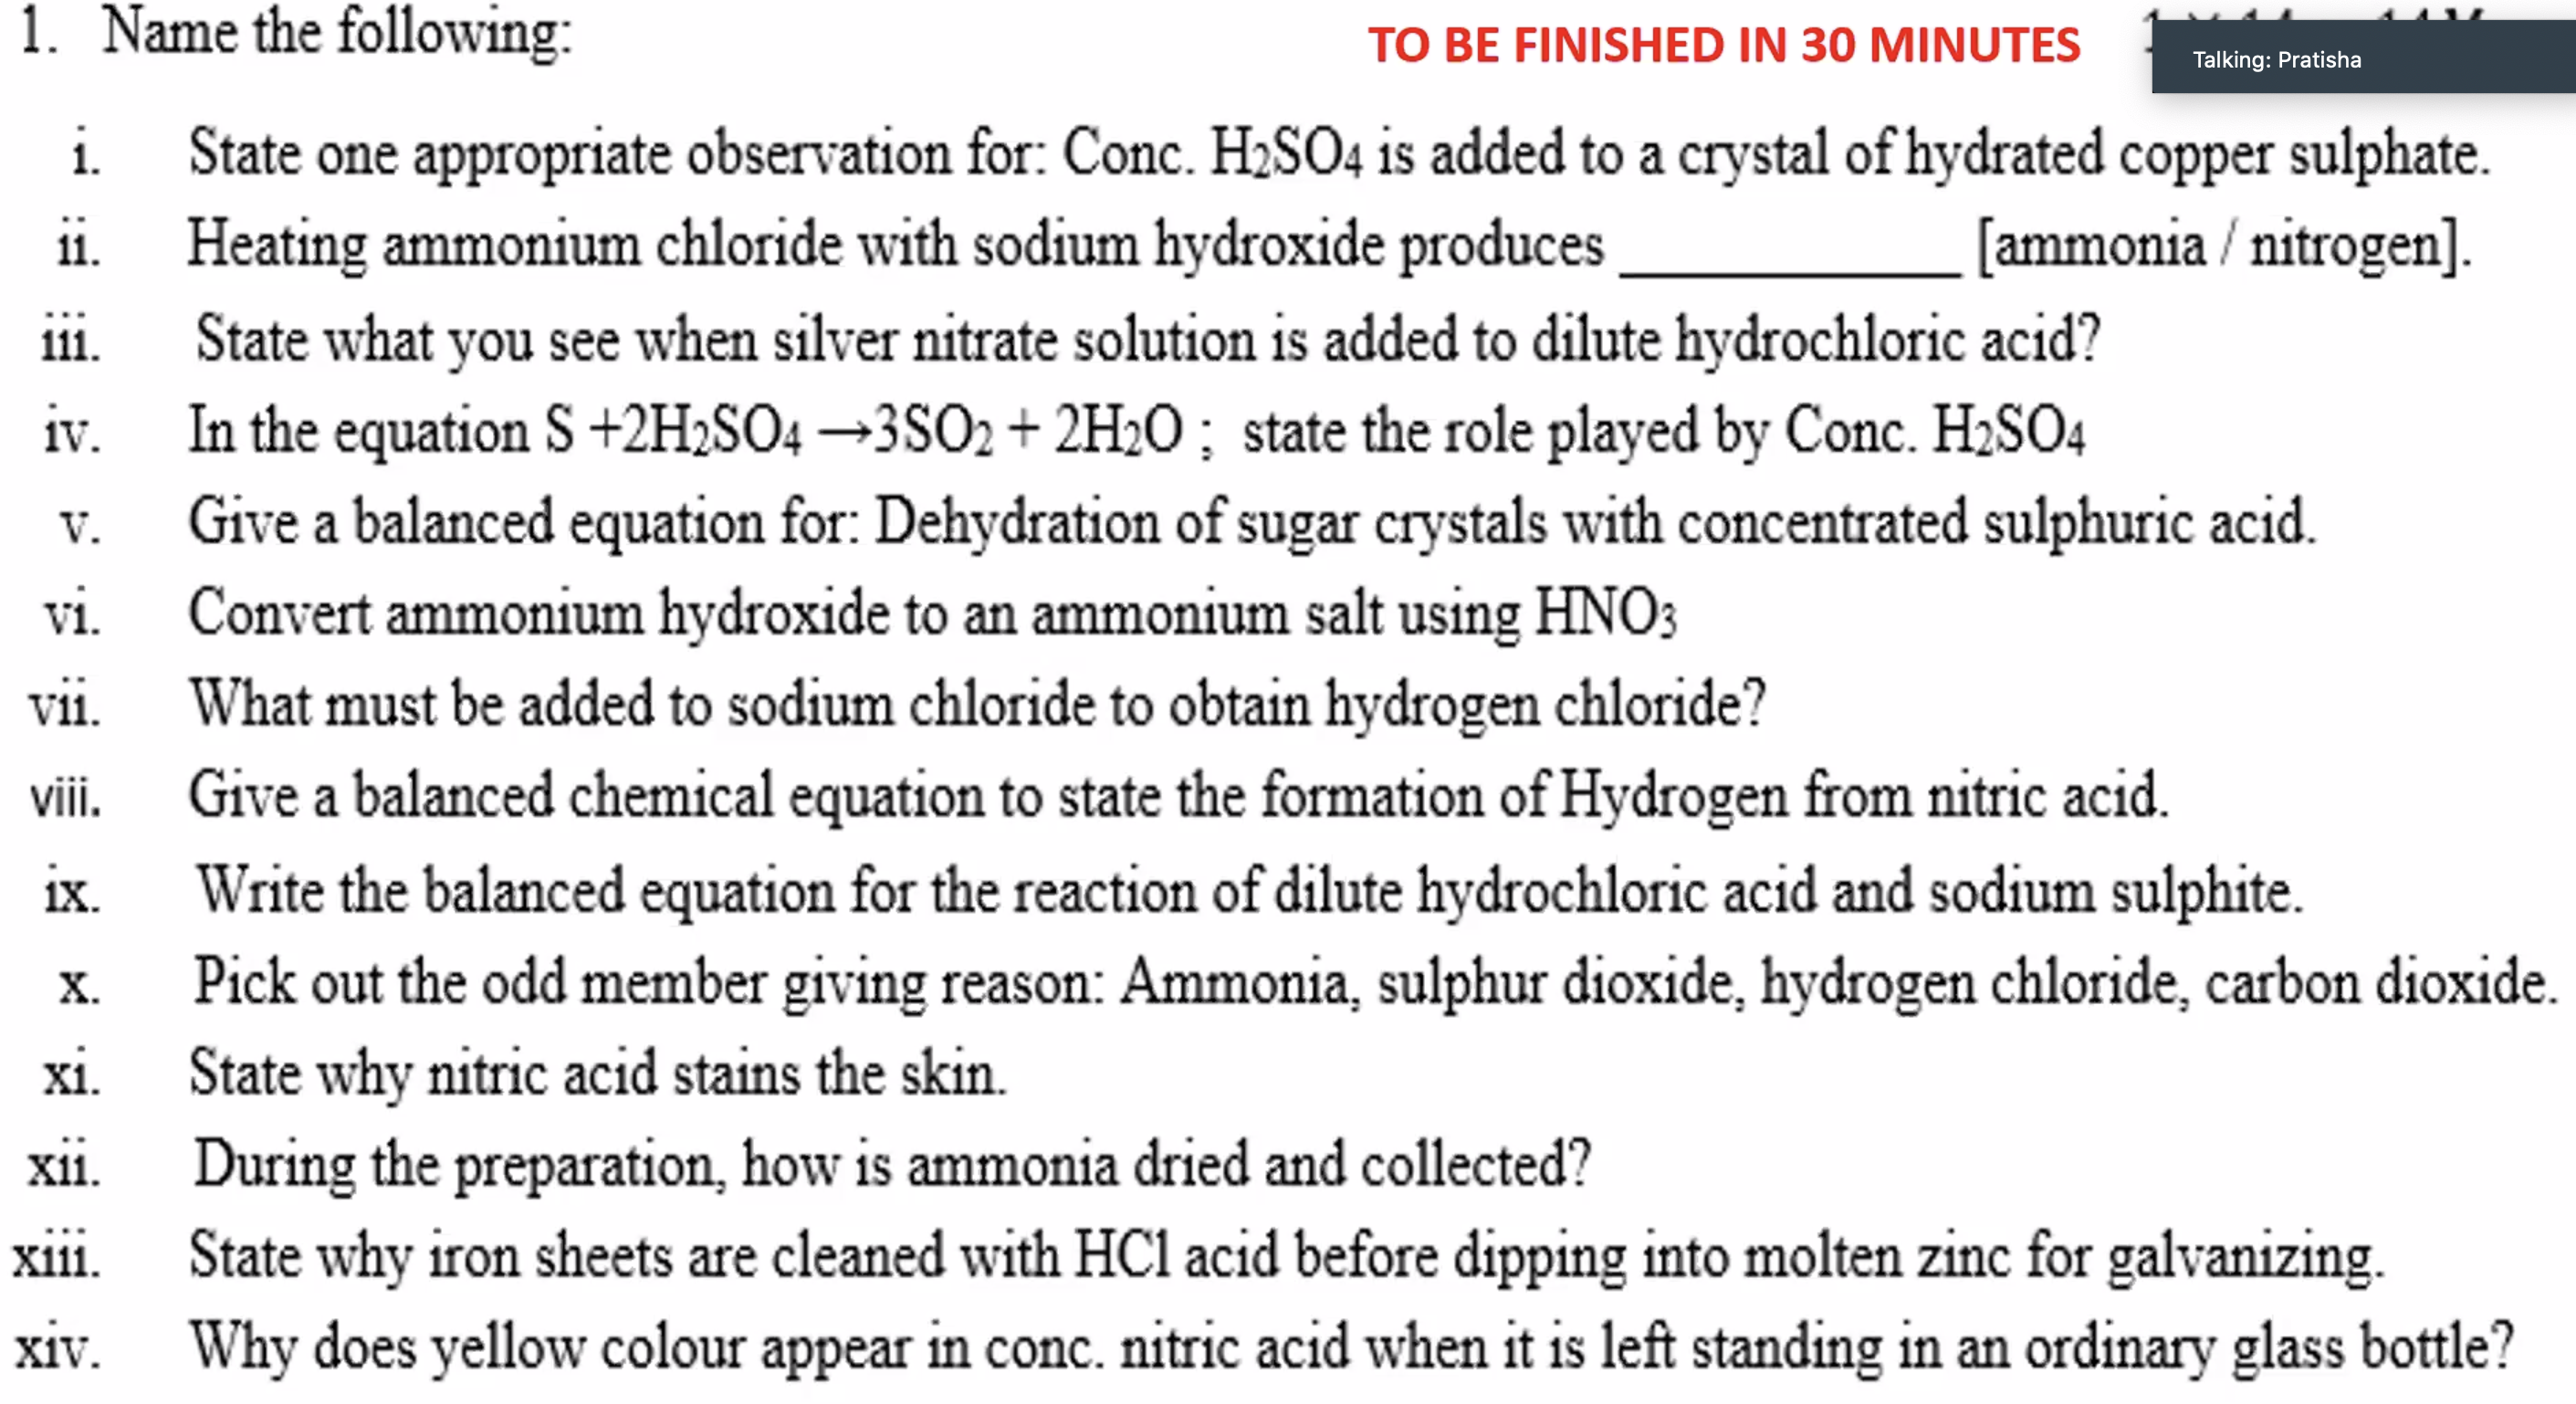 1. Name the following:
TO BE FINISHED IN 30 MINUTES
Talking: Pratisha
i. State one appropriate observation for: Conc. H₂SO₄ is added to a crystal of hydrated copper sulphate.
ii. Heating ammonium chloride with sodium hydroxide produces ____________ [ammonia / nitrogen].
iii. State what you see when silver nitrate solution is added to dilute hydrochloric acid?
iv. In the equation S +2H₂SO₄ →3SO₂ + 2H₂O ; state the role played by Conc. H₂SO₄
v. Give a balanced equation for: Dehydration of sugar crystals with concentrated sulphuric acid.
vi. Convert ammonium hydroxide to an ammonium salt using HNO₃
vii. What must be added to sodium chloride to obtain hydrogen chloride?
viii. Give a balanced chemical equation to state the formation of Hydrogen from nitric acid.
ix. Write the balanced equation for the reaction of dilute hydrochloric acid and sodium sulphite.
x. Pick out the odd member giving reason: Ammonia, sulphur dioxide, hydrogen chloride, carbon dioxide.
xi. State why nitric acid stains the skin.
xii. During the preparation, how is ammonia dried and collected?
xiii. State why iron sheets are cleaned with HCl acid before dipping into molten zinc for galvanizing.
xiv. Why does yellow colour appear in conc. nitric acid when it is left standing in an ordinary glass bottle?